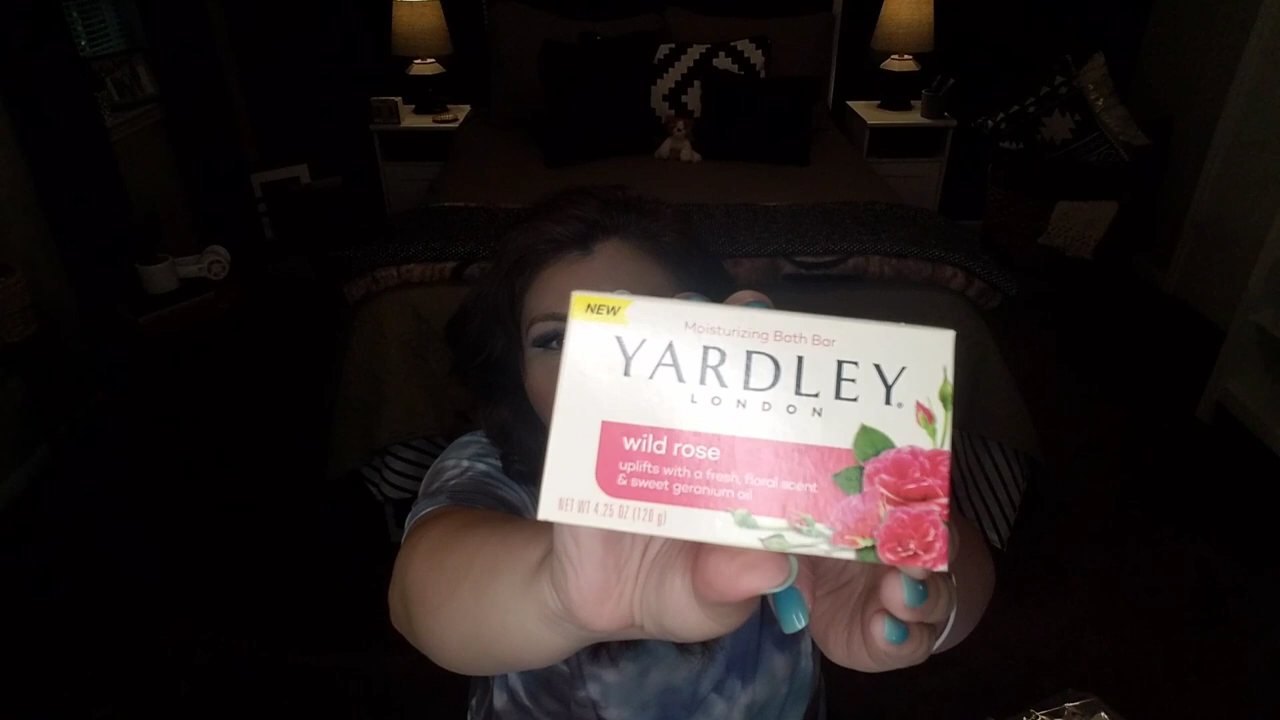 NEW
Moisturizing Bath Bar
YARDLEY®
LONDON
wild rose
uplifts with a fresh, floral scent
& sweet geranium oil
NET WT 4.25 OZ (120 g)